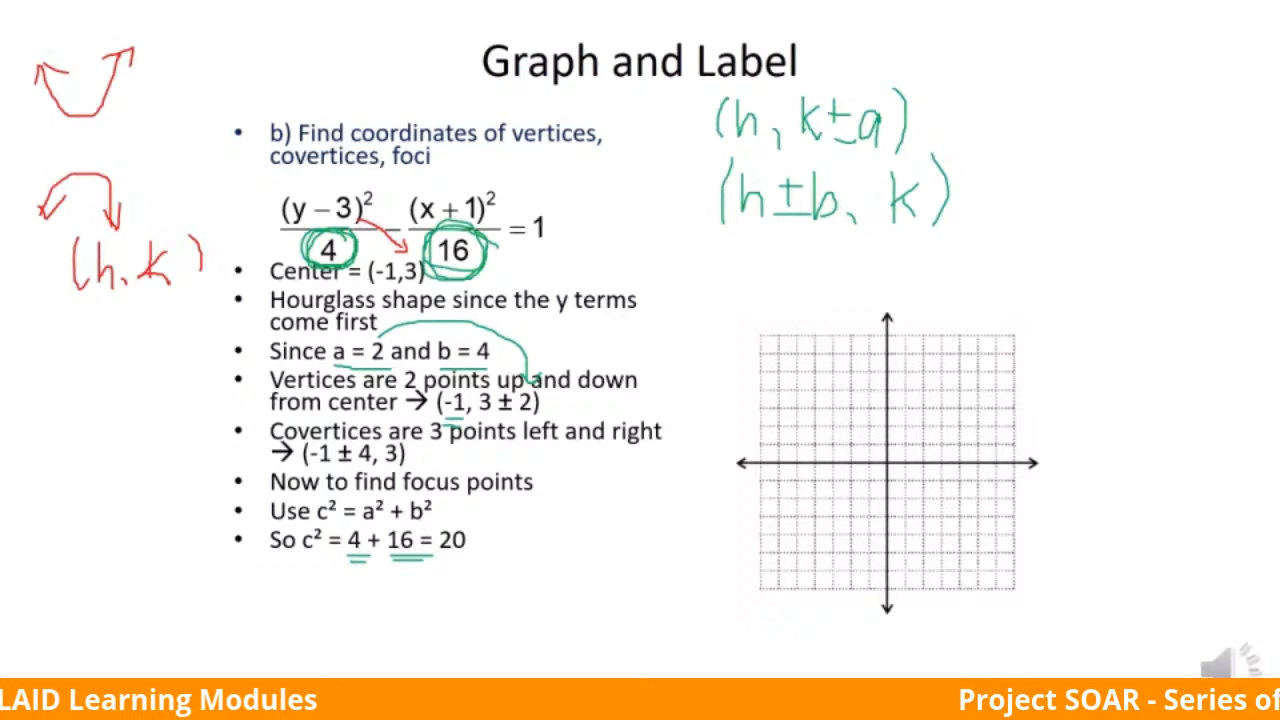 Graph and Label
(h, k±a)
(h±b, k)
(h, k)
• b) Find coordinates of vertices,
covertices, foci
(y – 3)²/4 – (x + 1)²/16 = 1
• Center = (-1,3)
• Hourglass shape since the y terms
come first
• Since a = 2 and b = 4
• Vertices are 2 points up and down
from center → (-1, 3 ± 2)
• Covertices are 3 points left and right
→ (-1 ± 4, 3)
• Now to find focus points
• Use c² = a² + b²
• So c² = 4 + 16 = 20
LAID Learning Modules
Project SOAR - Series of